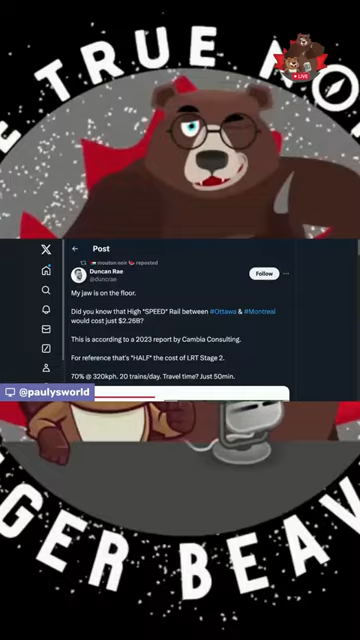 E TRUE NO
LIVE
X
Post
mouton noir reposted
Duncan Rae
@duncrae
Follow
My jaw is on the floor.
Did you know that High "SPEED" Rail between #Ottawa & #Montreal
would cost just $2.26B?
This is according to a 2023 report by Cambia Consulting.
For reference that's "HALF" the cost of LRT Stage 2.
70% @ 320kph. 20 trains/day. Travel time? Just 50min.
@paulysworld
GER BEAV